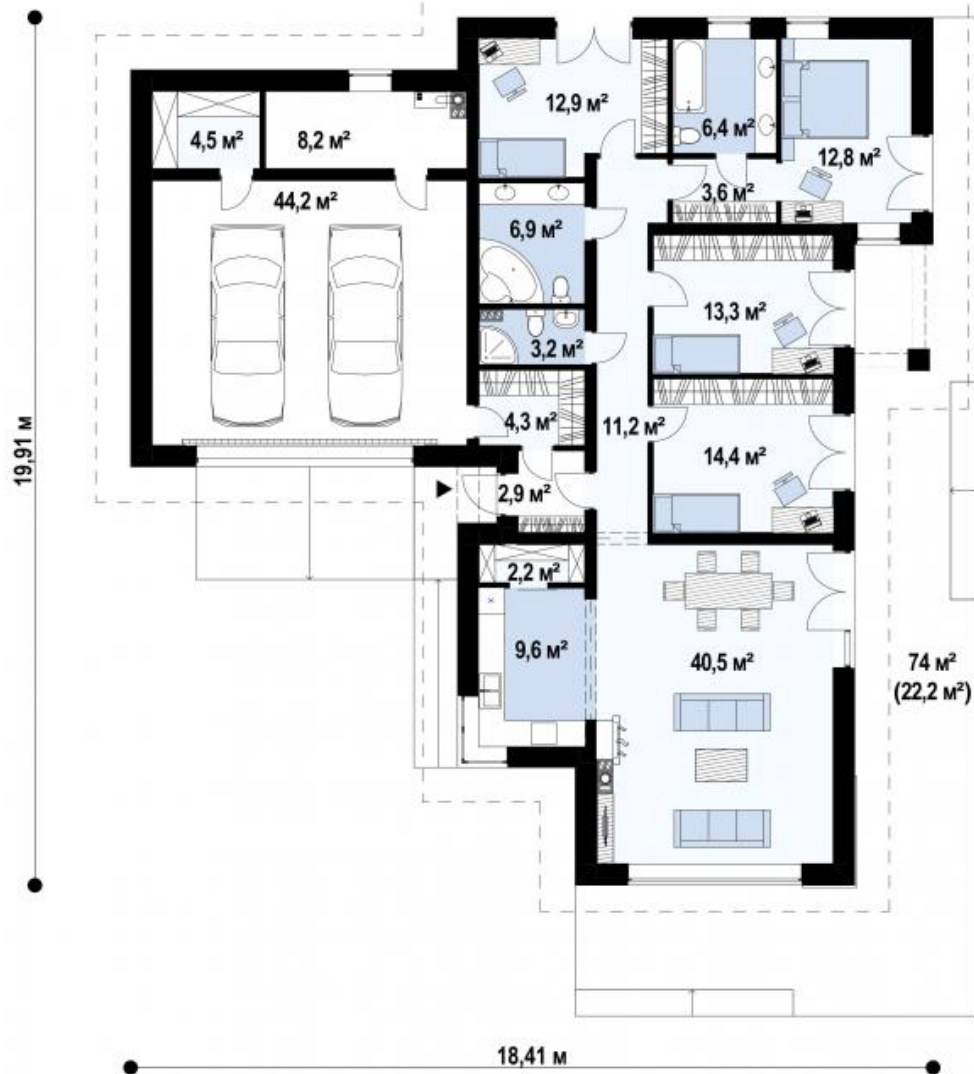 12,9 м²
6,4 м²
4,5 м²
8,2 м²
12,8 м²
3,6 м²
44,2 м²
6,9 м²
13,3 м²
3,2 м²
4,3 м²
11,2 м²
14,4 м²
19,91 м
2,9 м²
2,2 м²
9,6 м²
40,5 м²
74 м²
(22,2 м²)
18,41 м